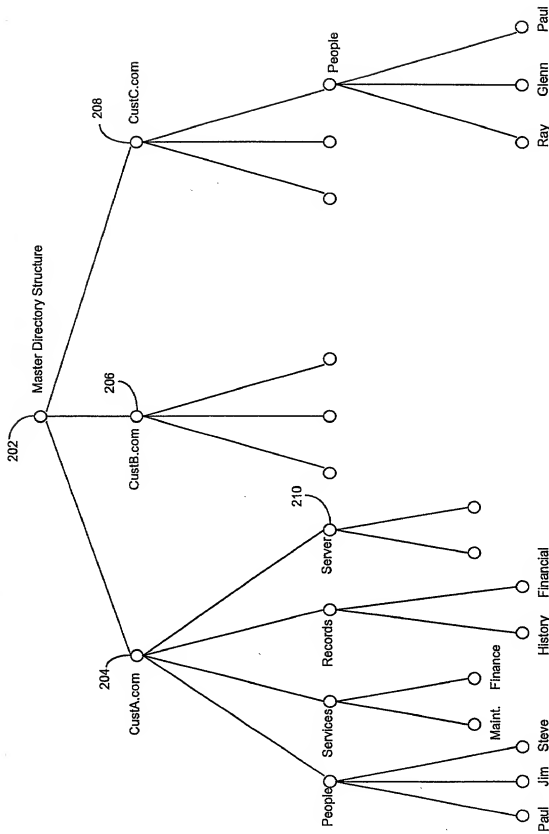 Master Directory Structure
202
204
CustA.com
CustB.com
206
208
CustC.com
People
Services
Records
Server
210
People
Paul
Jim
Steve
Maint.
Finance
History
Financial
Ray
Glenn
Paul